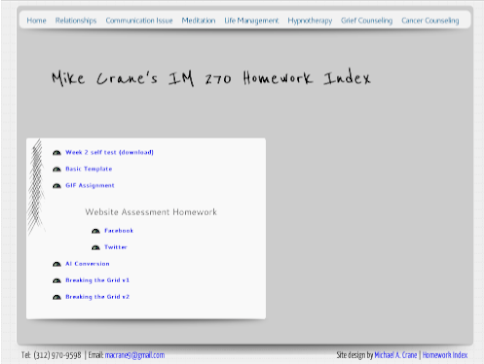 Home Relationships Communication Issue Meditation Life Management Hypnotherapy Grief Counseling Cancer Counseling
Mike Crane's IM 270 Homework Index
Week 2 self test (download)
Basic Template
GIF Assignment
Website Assessment Homework
Facebook
Twitter
AI Conversion
Breaking the Grid v1
Breaking the Grid v2
Tel: (312) 970-9598 | Email: macrane5@gmail.com Site design by Michael A. Crane | Homework Index